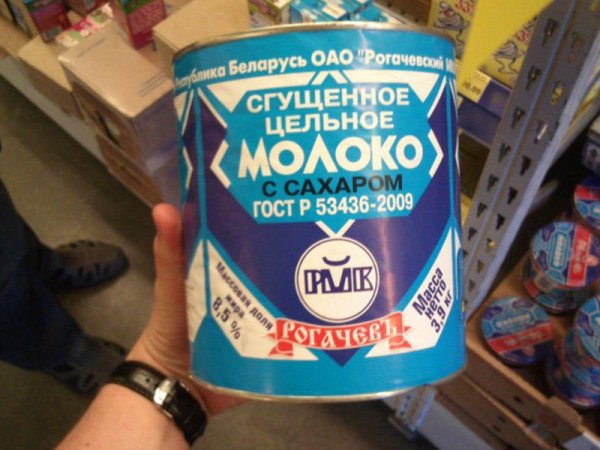 Республика Беларусь ОАО "Рогачевский
СГУЩЕННОЕ
ЦЕЛЬНОЕ
МОЛОКО
С САХАРОМ
ГОСТ Р 53436-2009
РМКК
Массовая доля
жира
8,5%
Масса
нетто
3,9 кг
РОГАЧЕВЪ